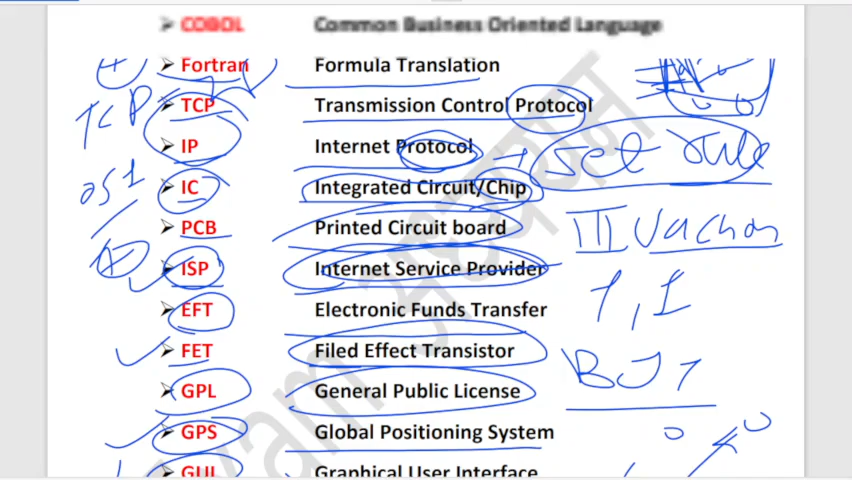 COBOL Common Business Oriented Language
Fortran Formula Translation
TCP Transmission Control Protocol
TCP
IP Internet Protocol → Set rule
IC Integrated Circuit/Chip
OSI
PCB Printed Circuit board
III Vachan
ISP Internet Service Provider
EFT Electronic Funds Transfer
FET Filed Effect Transistor
BJT
GPL General Public License
GPS Global Positioning System
GUI Graphical User Interface